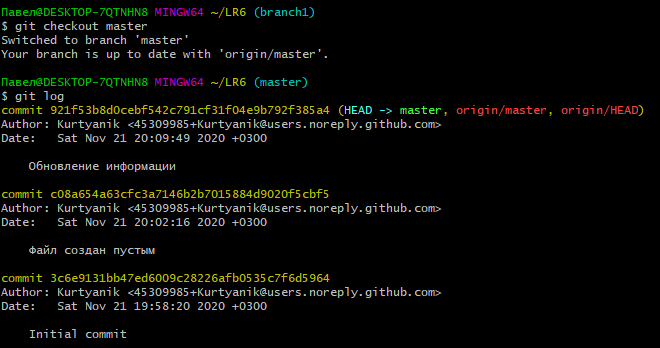 Павел@DESKTOP-7QTNHN8 MINGW64 ~/LR6 (branch1)
$ git checkout master
Switched to branch 'master'
Your branch is up to date with 'origin/master'.
Павел@DESKTOP-7QTNHN8 MINGW64 ~/LR6 (master)
$ git log
commit 921f53b8d0cebf542c791cf31f04e9b792f385a4 (HEAD -> master, origin/master, origin/HEAD)
Author: Kurtyanik <45309985+Kurtyanik@users.noreply.github.com>
Date:   Sat Nov 21 20:09:49 2020 +0300
Обновление информации
commit c08a654a63cfc3a7146b2b7015884d9020f5cbf5
Author: Kurtyanik <45309985+Kurtyanik@users.noreply.github.com>
Date:   Sat Nov 21 20:02:16 2020 +0300
Файл создан пустым
commit 3c6e9131bb47ed6009c28226afb0535c7f6d5964
Author: Kurtyanik <45309985+Kurtyanik@users.noreply.github.com>
Date:   Sat Nov 21 19:58:20 2020 +0300
Initial commit